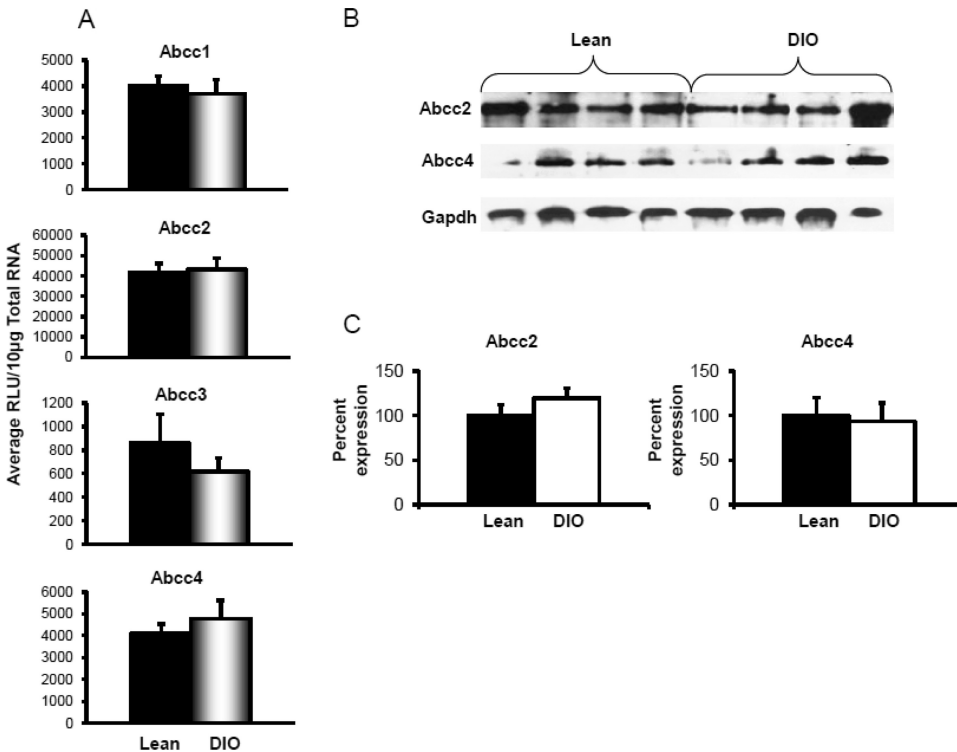 A
Average RLU/10µg Total RNA
Abcc1
5000
4000
3000
2000
1000
0
Abcc2
60000
50000
40000
30000
20000
10000
0
Abcc3
1200
1000
800
600
400
200
0
Abcc4
6000
5000
4000
3000
2000
1000
0
Lean DIO
B
Lean DIO
Abcc2
Abcc4
Gapdh
C
Abcc2
Percent
expression
150
100
50
0
Lean DIO
Abcc4
Percent
expression
150
100
50
0
Lean DIO